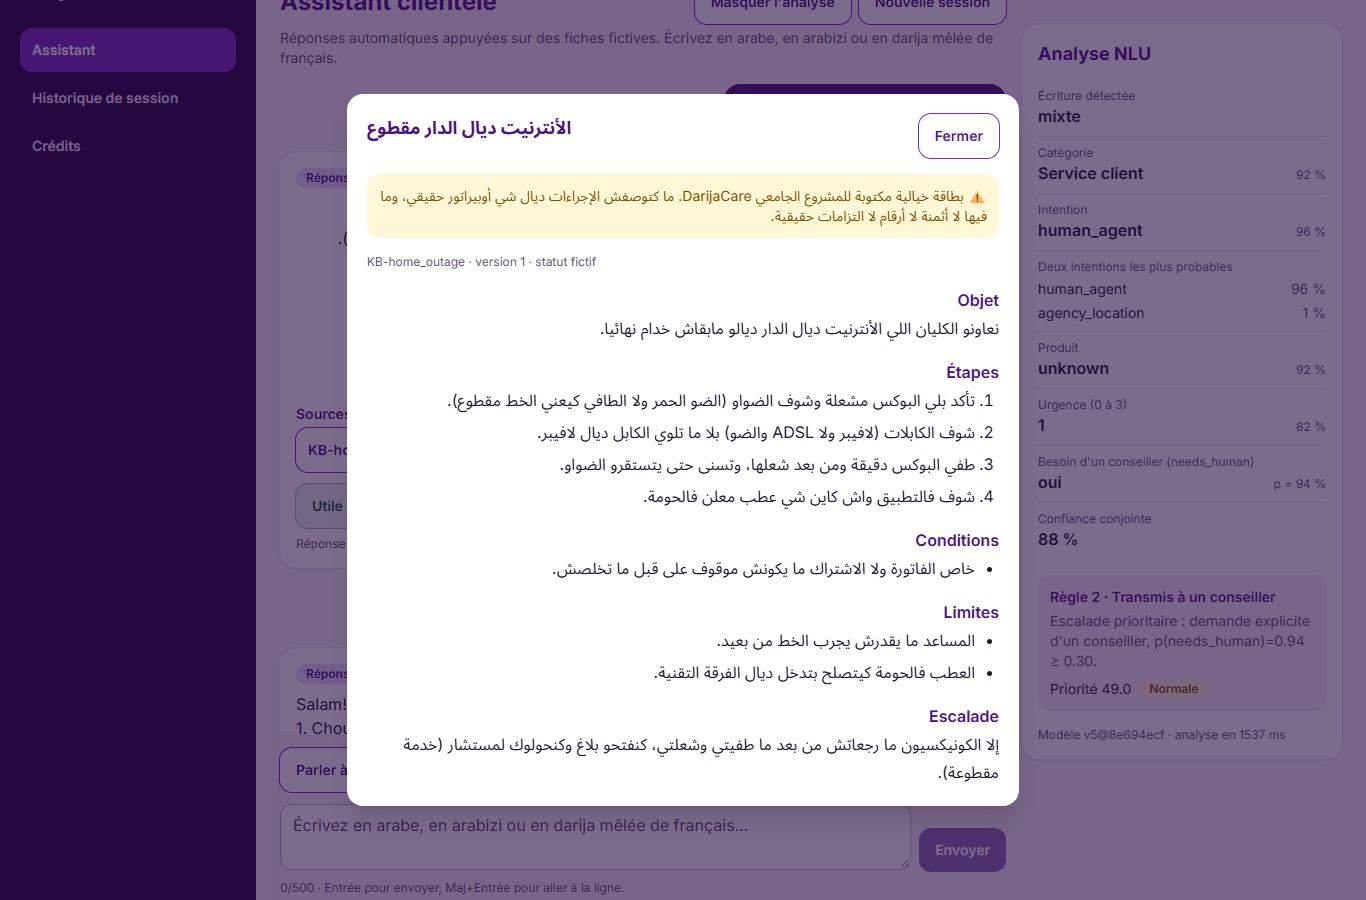 Assistant
Historique de session
Crédits
Assistant clientèle
Masquer l'analyse
Nouvelle session
Réponses automatiques appuyées sur des fiches fictives. Écrivez en arabe, en arabizi ou en darija mêlée de
français.
الأنترنيت ديال الدار مقطوع
Fermer
⚠️ بطاقة خيالية مكتوبة للمشروع الجامعي DarijaCare. ما كتوصفش الإجراءات ديال شي أوبيراتور حقيقي، وما
فيها لا أثمنة لا أرقام لا التزامات حقيقية.
KB-home_outage · version 1 · statut fictif
Objet
نعاونو الكليان اللي الأنترنيت ديال الدار ديالو مابقاش خدام نهائيا.
Étapes
1. تأكد بلي البوكس مشعلة وشوف الضواو (الضو الحمر ولا الطافي كيعني الخط مقطوع).
2. شوف الكابلات (لافيبر ولا ADSL والضو) بلا ما تلوي الكابل ديال لافيبر.
3. طفي البوكس دقيقة ومن بعد شعلها، وتسنى حتى يتستقرو الضواو.
4. شوف فالتطبيق واش كاين شي عطب معلن فالحومة.
Conditions
• خاص الفاتورة ولا الاشتراك ما يكونش موقوف على قبل ما تخلصش.
Limites
• المساعد ما يقدرش يجرب الخط من بعيد.
• العطب فالحومة كيتصلح بتدخل ديال الفرقة التقنية.
Escalade
إلا الكونيكسيون ما رجعاتش من بعد ما طفيتي وشعلتي، كنفتحو بلاغ وكنحولوك لمستشار (خدمة
مقطوعة).
Sources
Utile
Réponse
Salam!
1. Chou
Parler à
Écrivez en arabe, en arabizi ou en darija mêlée de français...
Envoyer
0/500 · Entrée pour envoyer, Maj+Entrée pour aller à la ligne.
Analyse NLU
Écriture détectée
mixte
Catégorie
Service client 92 %
Intention
human_agent 96 %
Deux intentions les plus probables
human_agent 96 %
agency_location 1 %
Produit
unknown 92 %
Urgence (0 à 3)
1 82 %
Besoin d'un conseiller (needs_human)
oui p = 94 %
Confiance conjointe
88 %
Règle 2 · Transmis à un conseiller
Escalade prioritaire : demande explicite
d'un conseiller, p(needs_human)=0.94
≥ 0.30.
Priorité 49.0 Normale
Modèle v5@8e694ecf · analyse en 1537 ms